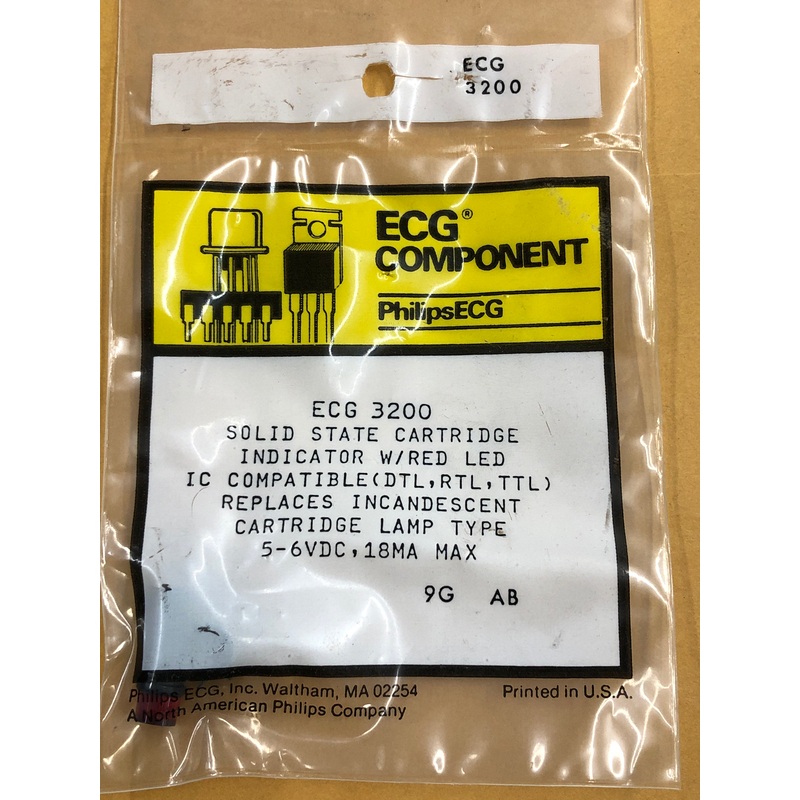 ECG
3200
ECG®
COMPONENT
PhilipsECG
ECG 3200
SOLID STATE CARTRIDGE
INDICATOR W/RED LED
IC COMPATIBLE(DTL,RTL,TTL)
REPLACES INCANDESCENT
CARTRIDGE LAMP TYPE
5-6VDC,18MA MAX
9G AB
Philips ECG, Inc. Waltham, MA 02254
A North American Philips Company
Printed in U.S.A.